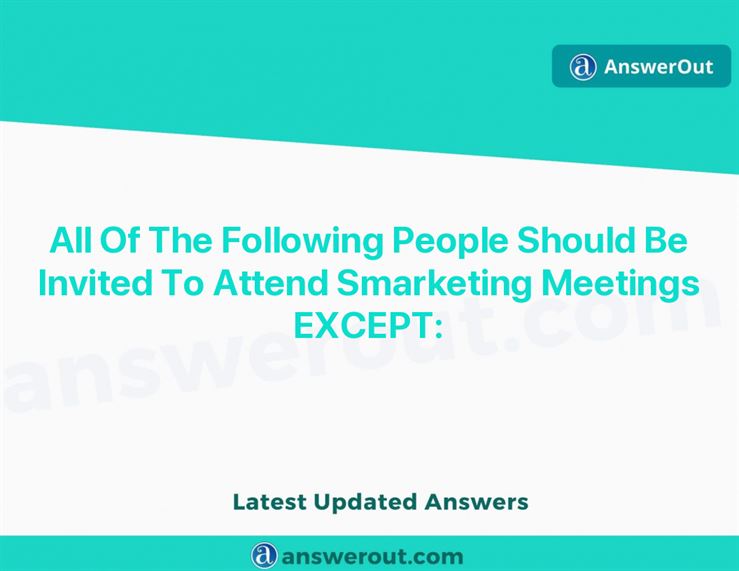 AnswerOut
All Of The Following People Should Be
Invited To Attend Smarketing Meetings
EXCEPT:
answerout.com
Latest Updated Answers
answerout.com